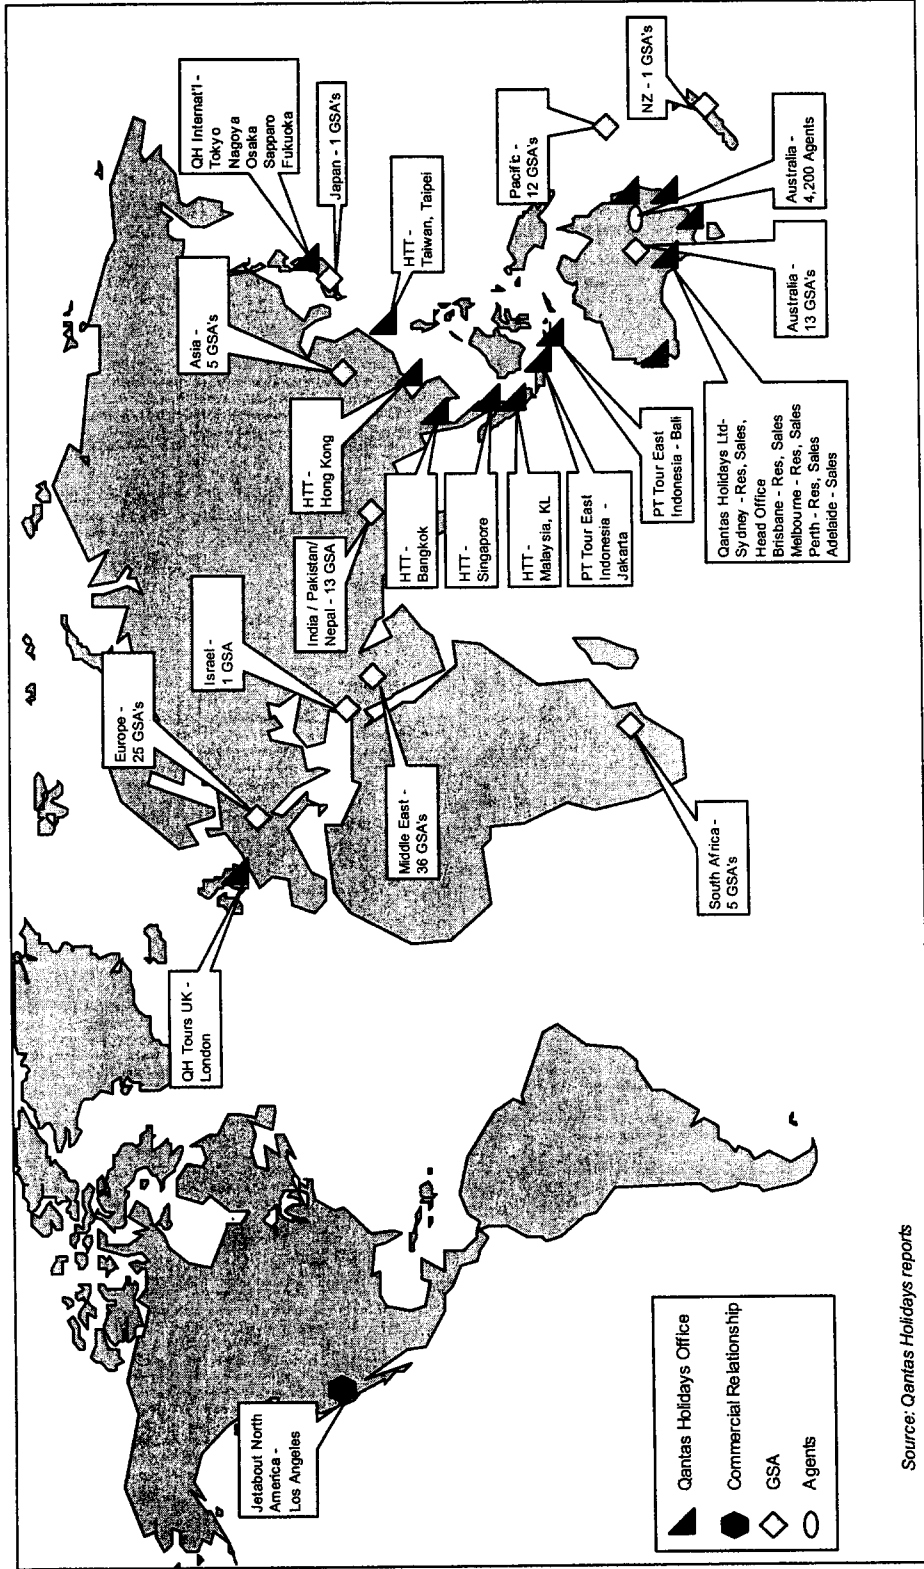 QH Internat'l -
Tokyo
Nagoya
Osaka
Sapparo
Fukuoka
Japan - 1 GSA's
HTT -
Taiwan, Taipei
Asia -
5 GSA's
HTT -
Hong Kong
India / Pakistan/
Nepal - 13 GSA
Israel -
1 GSA
Europe -
25 GSA's
QH Tours UK -
London
Jetabout North
America -
Los Angeles
Middle East -
36 GSA's
South Africa -
5 GSA's
HTT -
Bangkok
HTT -
Singapore
HTT -
Malaysia, KL
PT Tour East
Indonesia -
Jakarta
PT Tour East
Indonesia - Bali
Pacific -
12 GSA's
NZ - 1 GSA's
Australia -
4,200 Agents
Australia -
13 GSA's
Qantas Holidays Ltd-
Sydney - Res, Sales,
Head Office
Brisbane - Res, Sales
Melbourne - Res, Sales
Perth - Res, Sales
Adelaide - Sales
Qantas Holidays Office
Commercial Relationship
GSA
Agents
Source: Qantas Holidays reports